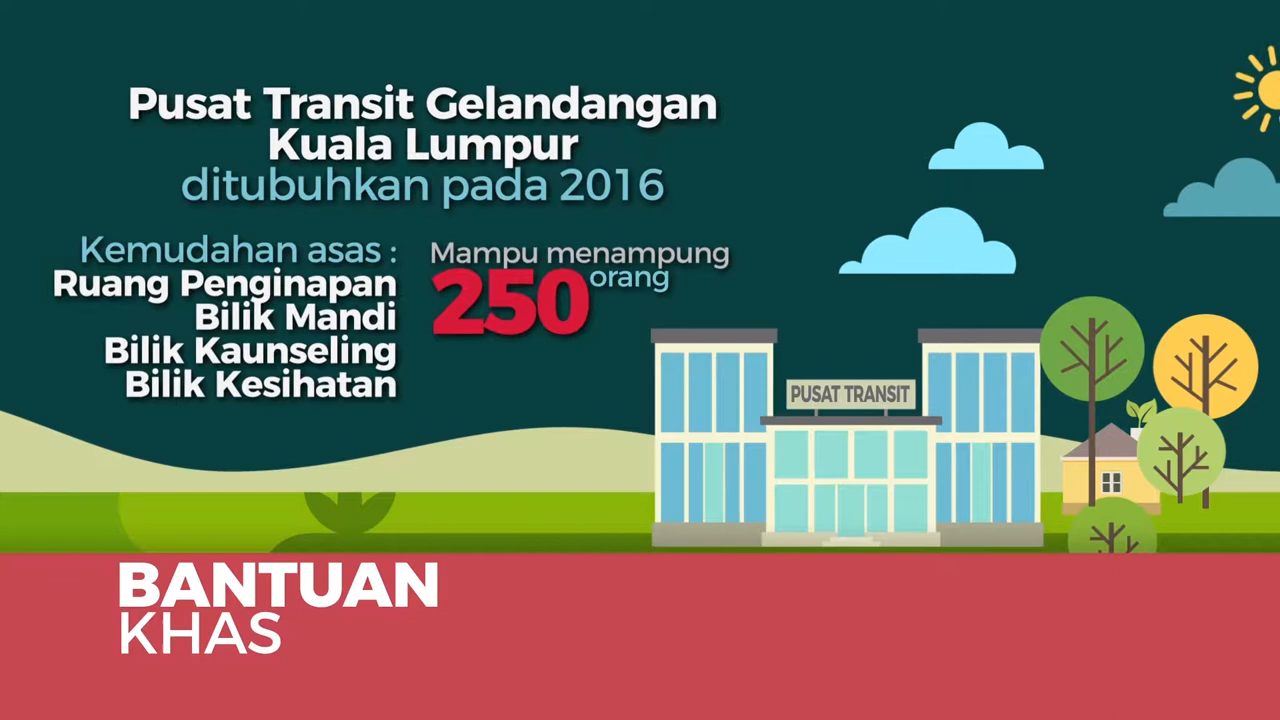 Pusat Transit Gelandangan
Kuala Lumpur
ditubuhkan pada 2016
Kemudahan asas :
Ruang Penginapan
Bilik Mandi
Bilik Kaunseling
Bilik Kesihatan
Mampu menampung
250 orang
PUSAT TRANSIT
BANTUAN
KHAS